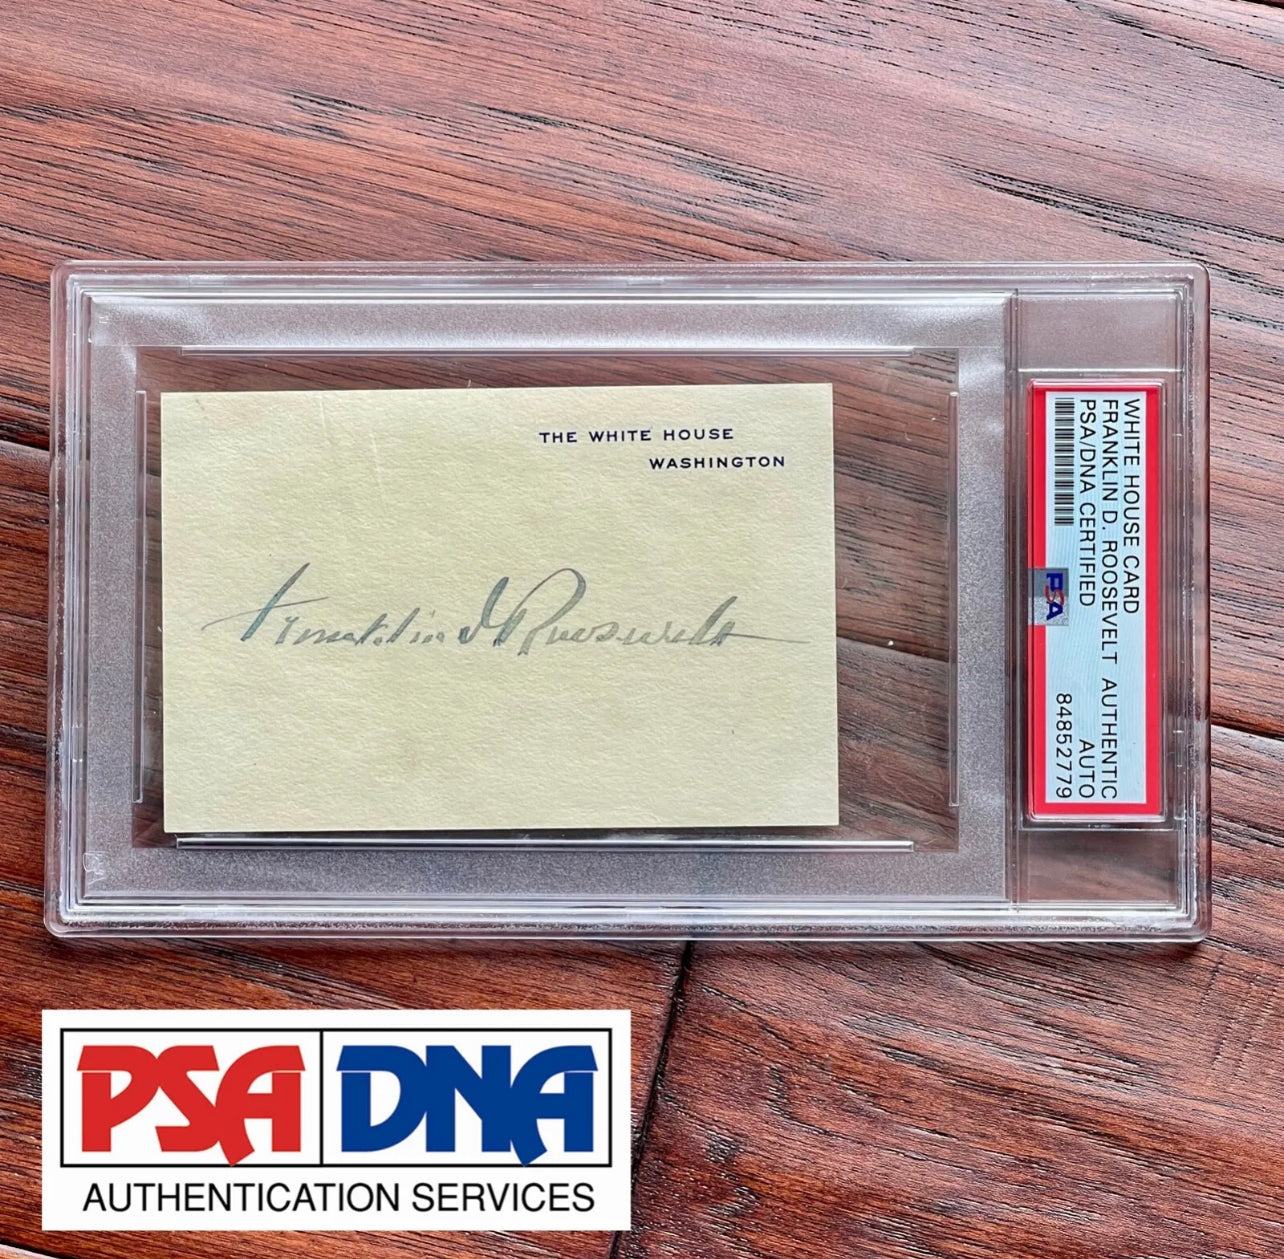 THE WHITE HOUSE
WASHINGTON
Franklin D Roosevelt
WHITE HOUSE CARD
FRANKLIN D. ROOSEVELT AUTHENTIC
PSA/DNA CERTIFIED AUTO
84852779
PSA
PSA DNA
AUTHENTICATION SERVICES